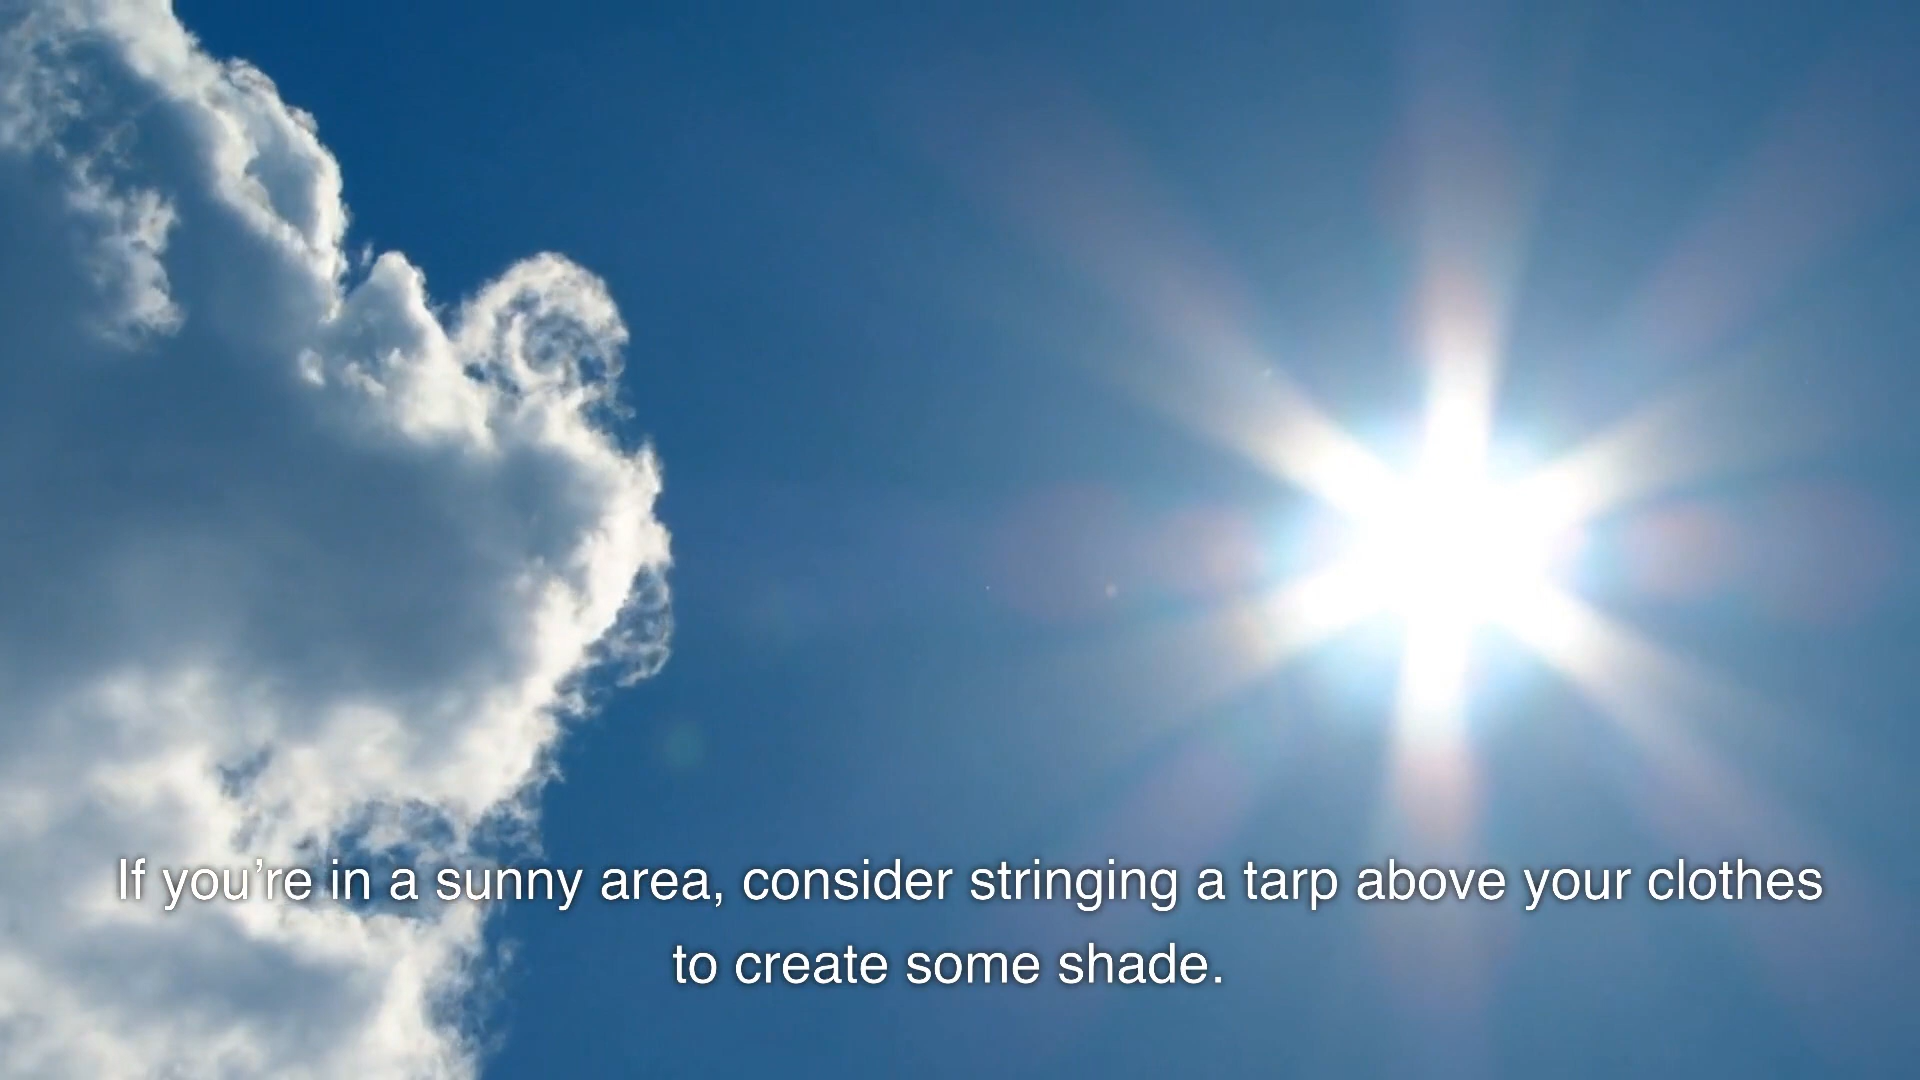 If you’re in a sunny area, consider stringing a tarp above your clothes
to create some shade.